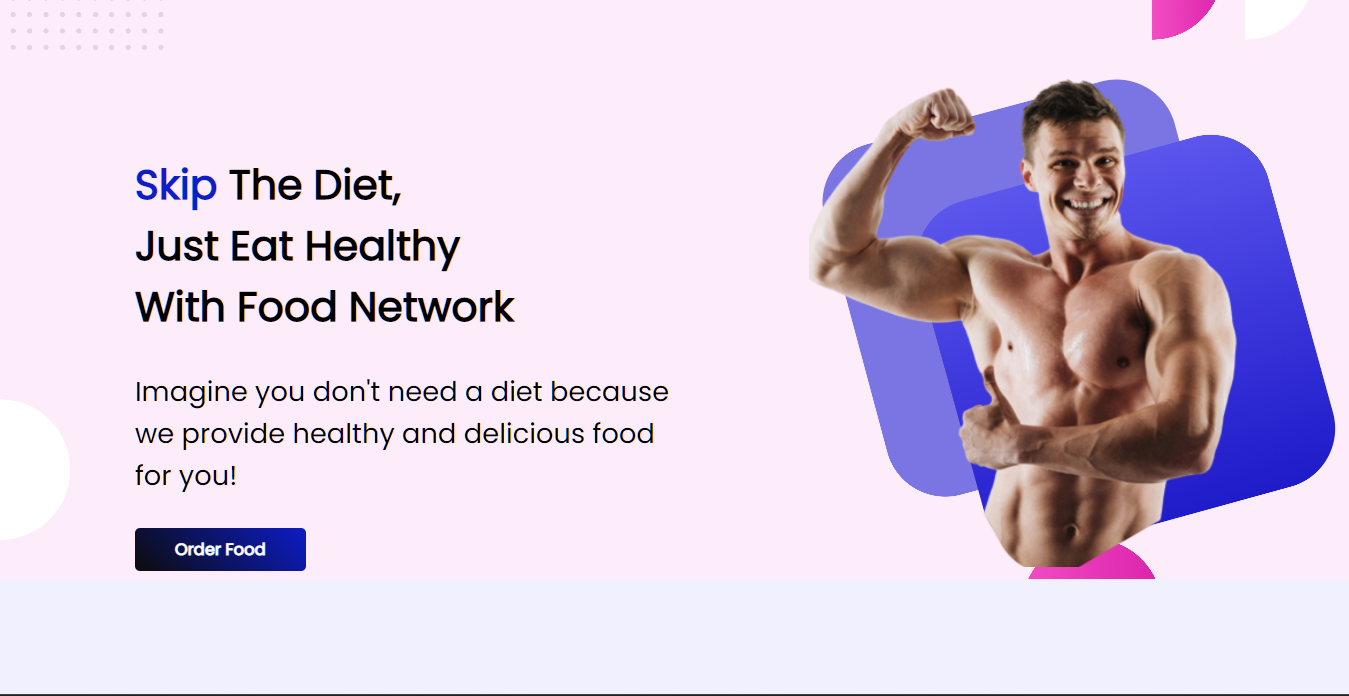 Skip The Diet,
Just Eat Healthy
With Food Network
Imagine you don't need a diet because
we provide healthy and delicious food
for you!
Order Food